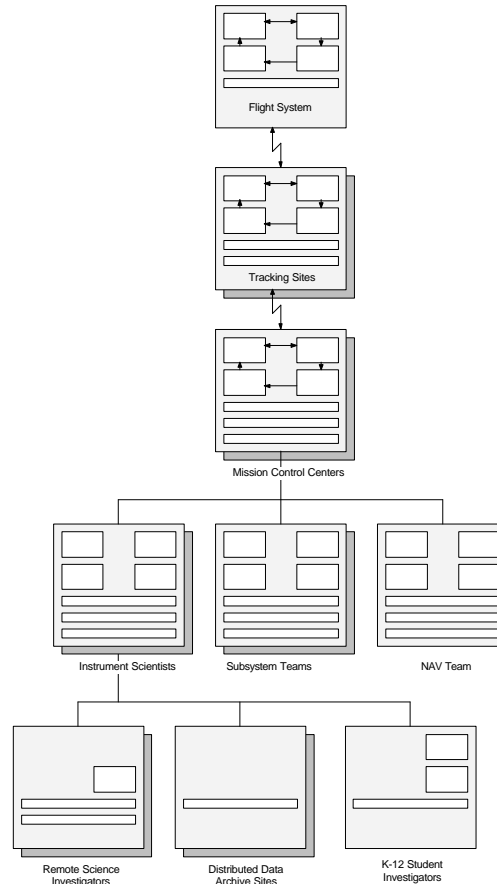 Flight System
Tracking Sites
Mission Control Centers
Instrument Scientists
Subsystem Teams
NAV Team
Remote Science
Investigators
Distributed Data
Archive Sites
K-12 Student
Investigators